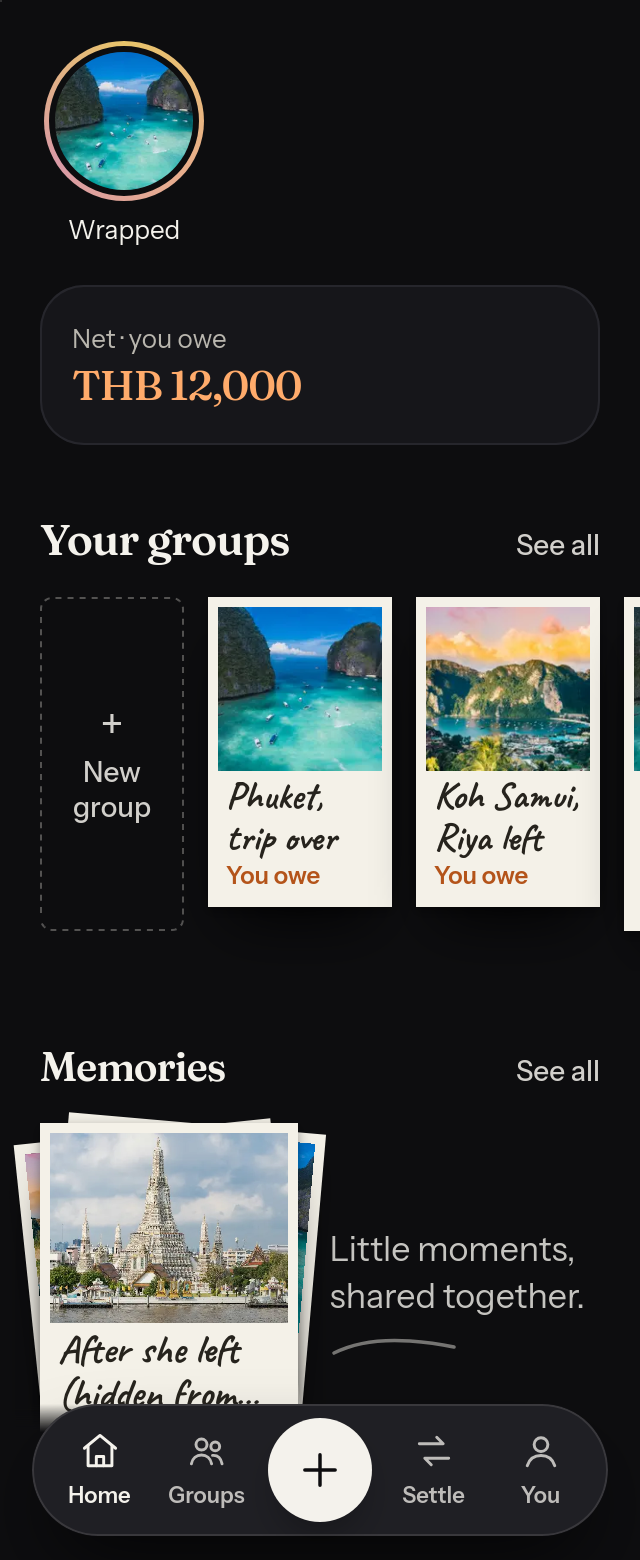 Wrapped
Net · you owe
THB 12,000
Your groups
See all
+
New
group
Phuket,
trip over
You owe
Koh Samui,
Riya left
You owe
Memories
See all
Little moments,
shared together.
After she left
(hidden from...
Home
Groups
Settle
You